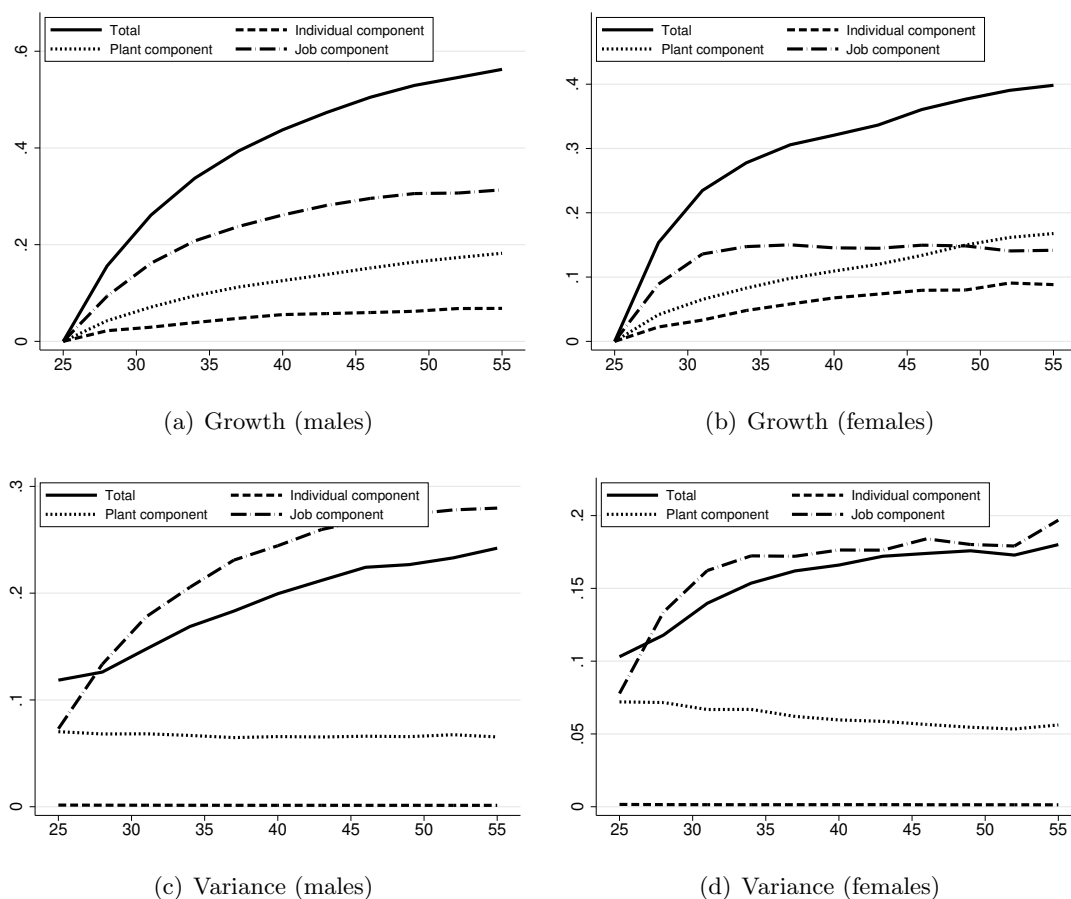 Total Individual component
Plant component Job component
.6
.4
.2
0
25 30 35 40 45 50 55
(a) Growth (males)
Total Individual component
Plant component Job component
.4
.3
.2
.1
0
25 30 35 40 45 50 55
(b) Growth (females)
.3
Total Individual component
Plant component Job component
.2
.1
0
25 30 35 40 45 50 55
(c) Variance (males)
Total Individual component
Plant component Job component
.2
.15
.1
.05
0
25 30 35 40 45 50 55
(d) Variance (females)